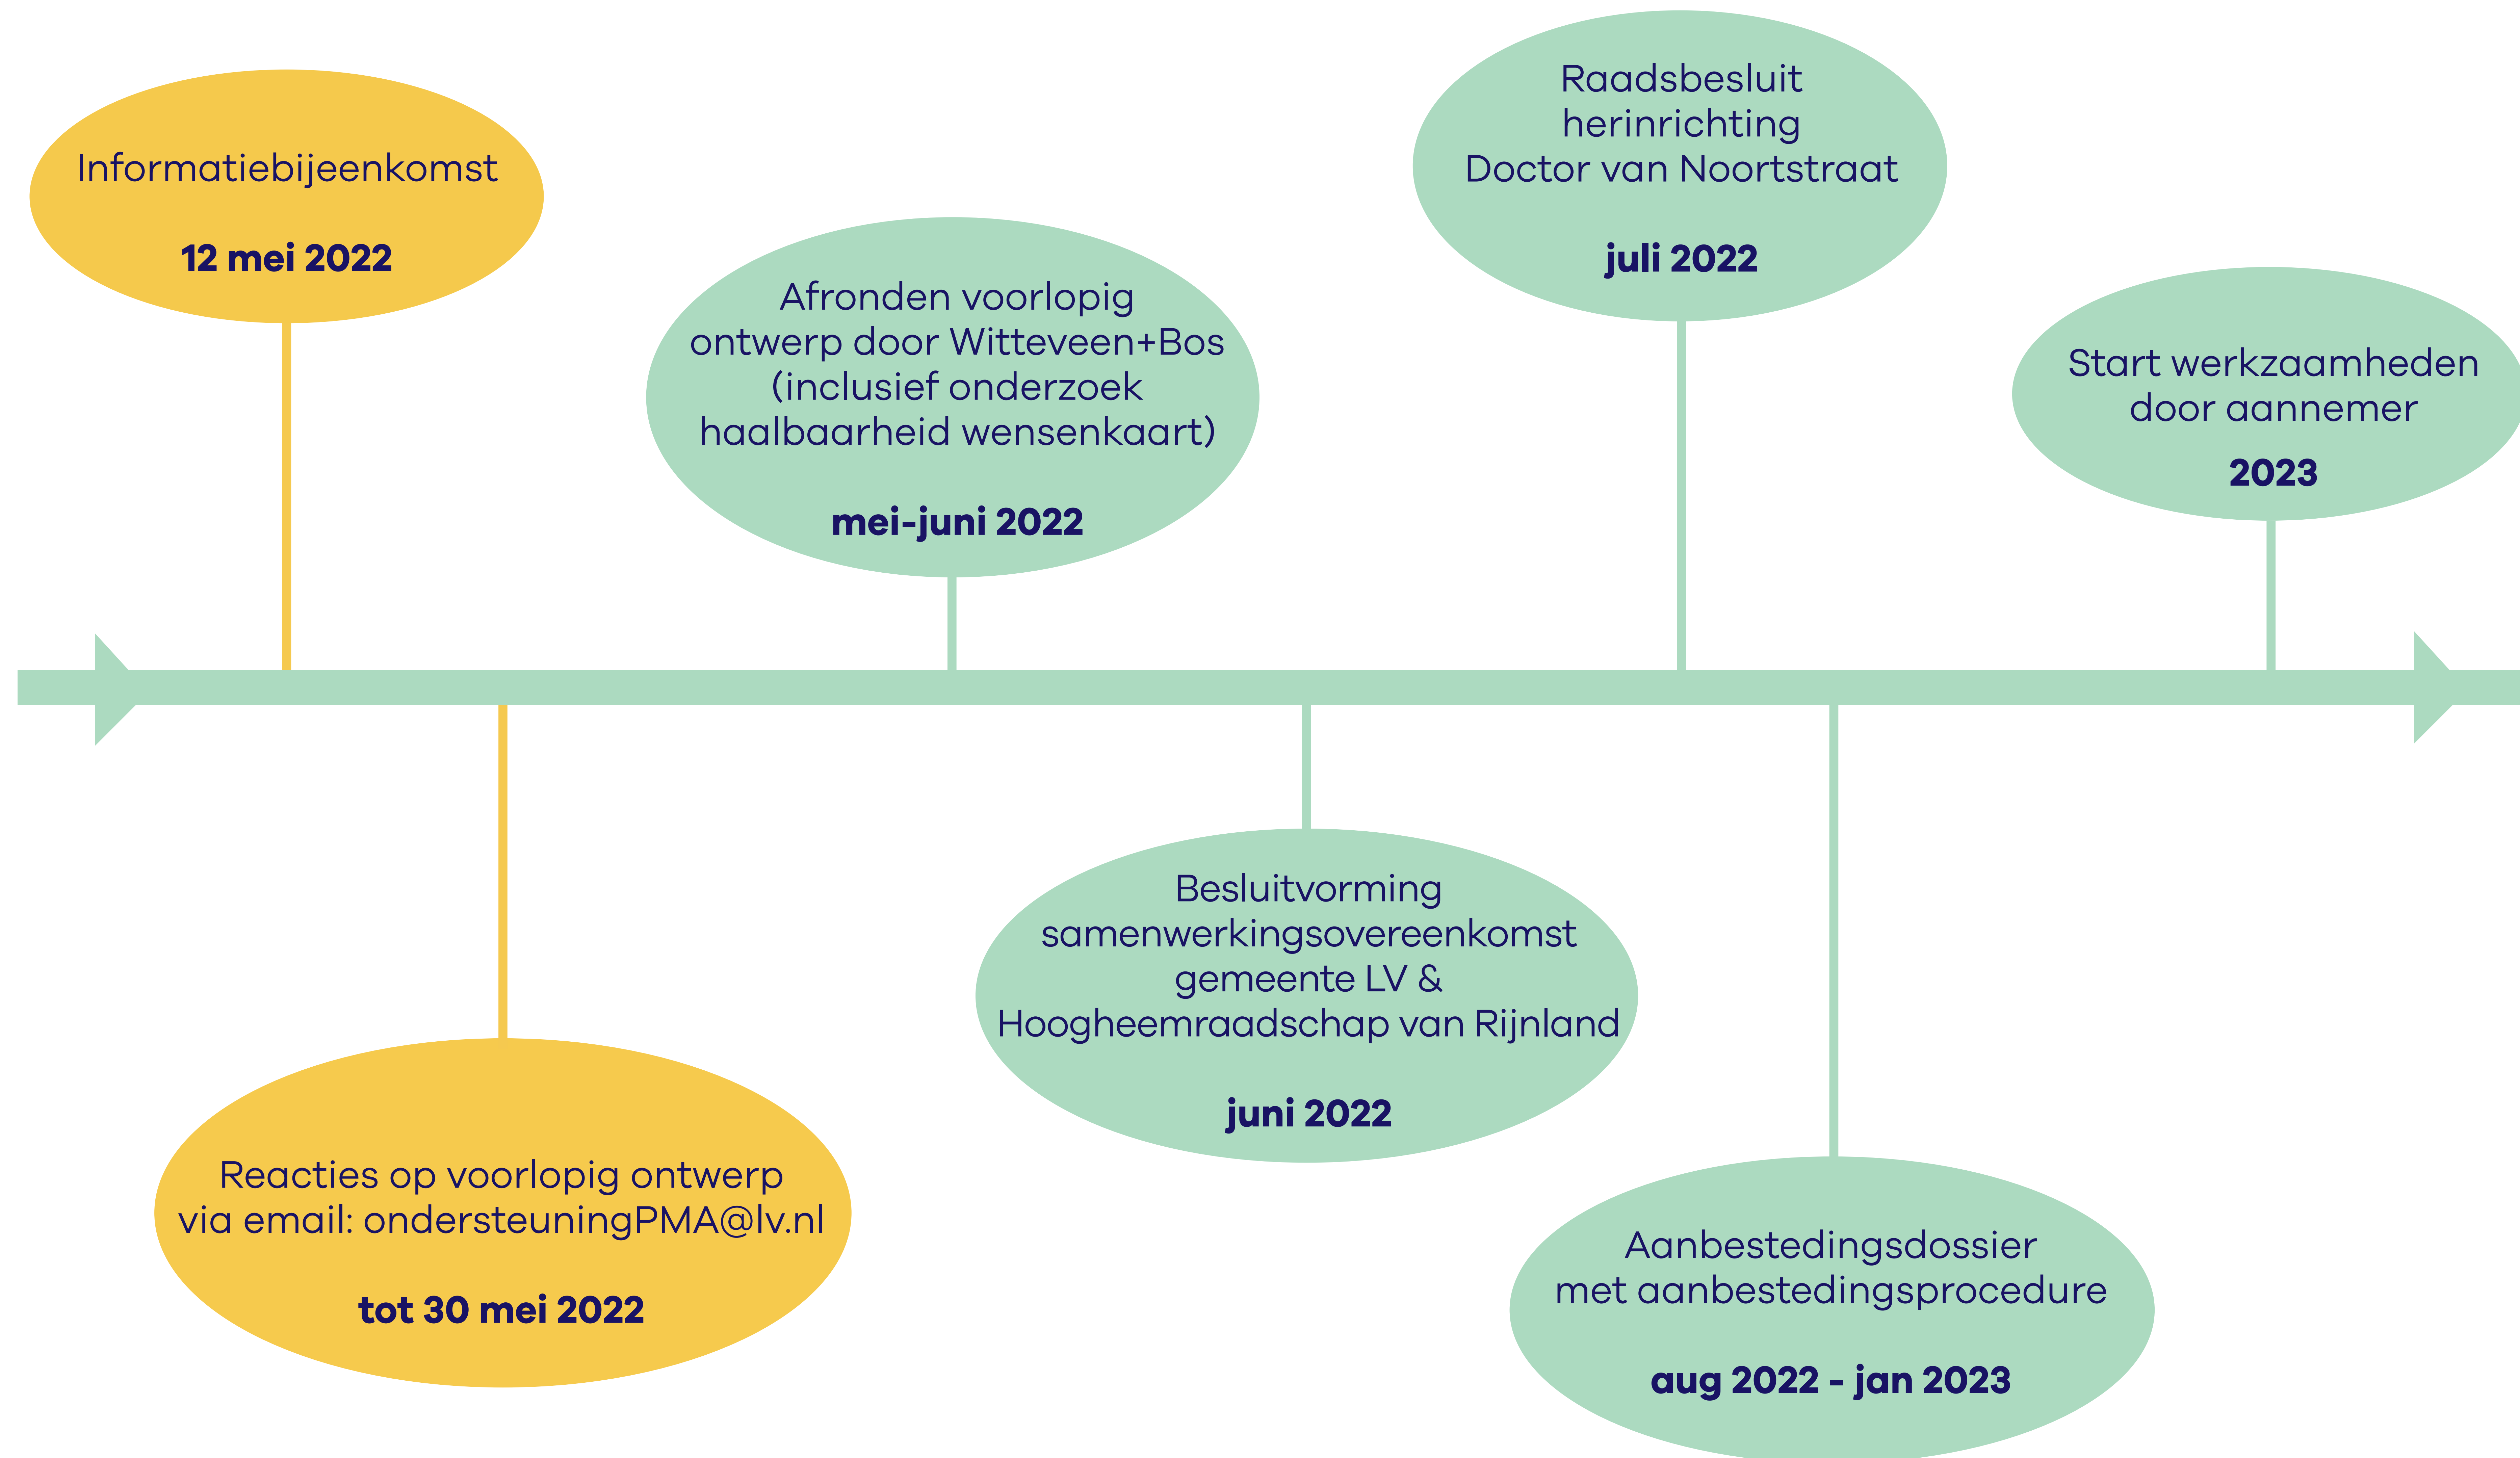 Informatiebijeenkomst
12 mei 2022
Reacties op voorlopig ontwerp
via email: ondersteuningPMA@lv.nl
tot 30 mei 2022
Afronden voorlopig
ontwerp door Witteveen+Bos
(inclusief onderzoek
haalbaarheid wensenkaart)
mei-juni 2022
Besluitvorming
samenwerkingsovereenkomst
gemeente LV &
Hoogheemraadschap van Rijnland
juni 2022
Raadsbesluit
herinrichting
Doctor van Noortstraat
juli 2022
Aanbestedingsdossier
met aanbestedingsprocedure
aug 2022 - jan 2023
Start werkzaamheden
door aannemer
2023